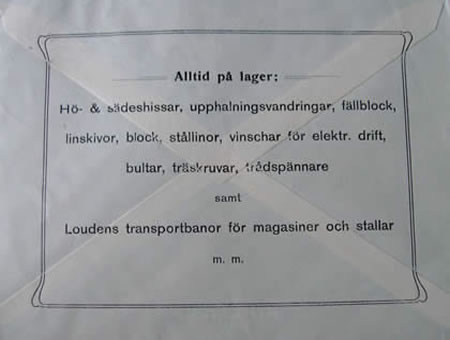 Alltid på lager:
Hö- & sädeshissar, upphalningsvandringar, fällblock,
linskivor, block, stållinor, vinschar för elektr. drift,
bultar, träskruvar, trådspännare
samt
Loudens transportbanor för magasiner och stallar
m. m.